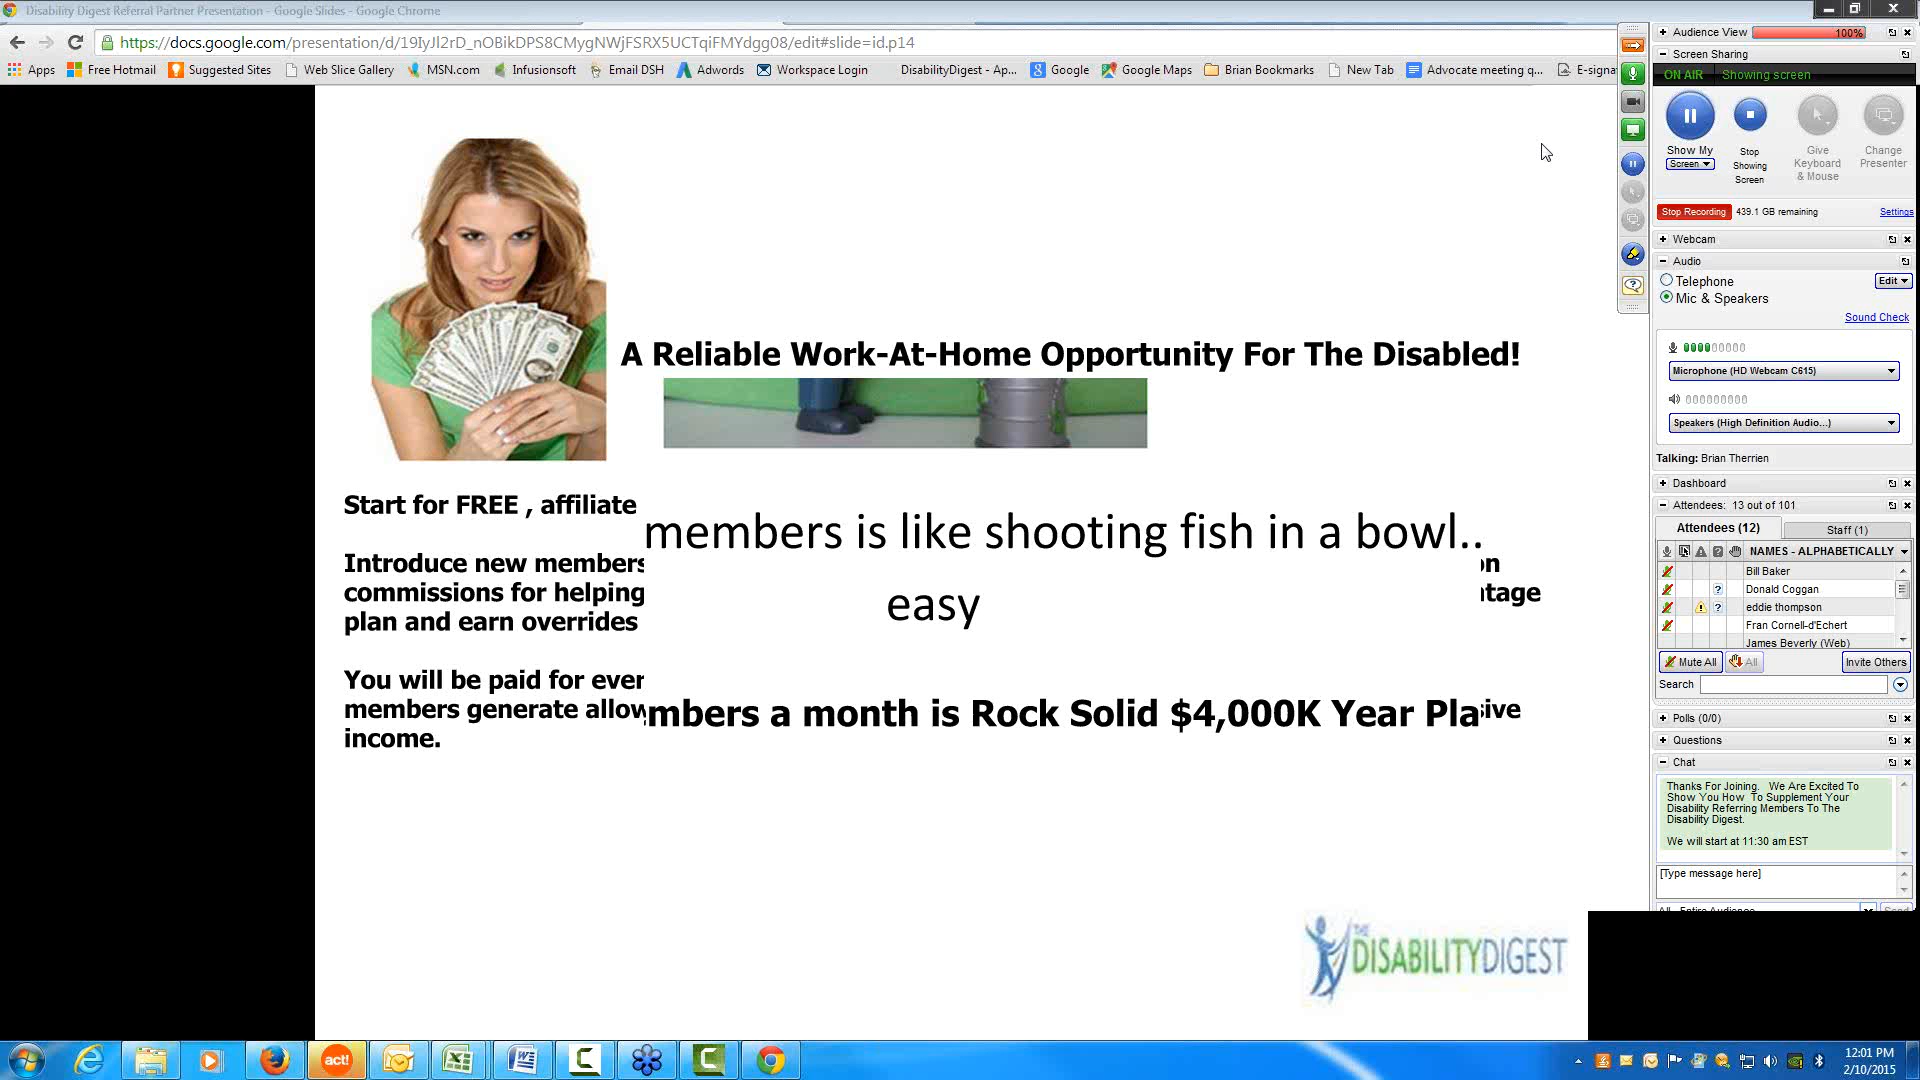 Disability Digest Referral Partner Presentation - Google Slides - Google Chrome
https://docs.google.com/presentation/d/19IyJl2rD_nOBikDPS8CMygNWjFSRX5UCTqiFMYdgg08/edit#slide=id.p14
Apps Free Hotmail Suggested Sites Web Slice Gallery MSN.com Infusionsoft Email DSH Adwords Workspace Login DisabilityDigest - Ap... Google Google Maps Brian Bookmarks New Tab Advocate meeting q... E-signa
A Reliable Work-At-Home Opportunity For The Disabled!
Start for FREE , affiliate
members is like shooting fish in a bowl..
Introduce new members on
commissions for helping ntage
easy
plan and earn overrides
You will be paid for ever
members generate allow sive
mbers a month is Rock Solid $4,000K Year Pla
income.
THE DISABILITYDIGEST
Audience View 100%
Screen Sharing
ON AIR Showing screen
Show My
Screen
Stop
Showing
Screen
Give
Keyboard
& Mouse
Change
Presenter
Stop Recording 439.1 GB remaining Settings
Webcam
Audio
Telephone Edit
Mic & Speakers
Sound Check
Microphone (HD Webcam C615)
Speakers (High Definition Audio...)
Talking: Brian Therrien
Dashboard
Attendees: 13 out of 101
Attendees (12) Staff (1)
NAMES - ALPHABETICALLY
Bill Baker
Donald Coggan
eddie thompson
Fran Cornell-d'Echert
James Beverly (Web)
Mute All All Invite Others
Search
Polls (0/0)
Questions
Chat
Thanks For Joining. We Are Excited To
Show You How To Supplement Your
Disability Referring Members To The
Disability Digest.
We will start at 11:30 am EST
[Type message here]
All - Entire Audience Send
act!
12:01 PM
2/10/2015